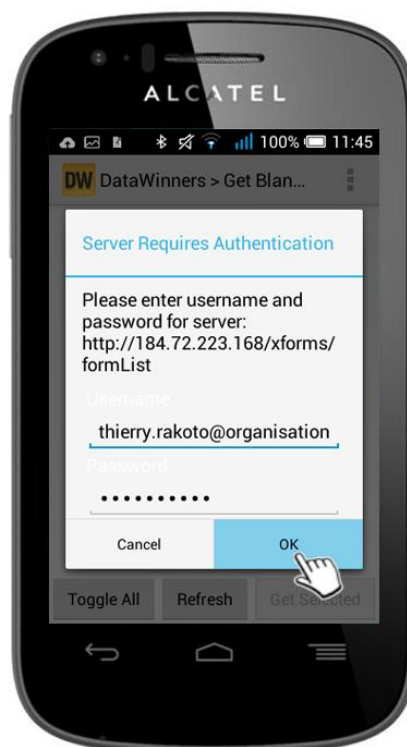 ALCATEL
100% 11:45
DW DataWinners > Get Blan...
Server Requires Authentication
Please enter username and
password for server:
http://184.72.223.168/xforms/
formList
Username
thierry.rakoto@organisation
Password
Cancel OK
Toggle All Refresh Get Selected